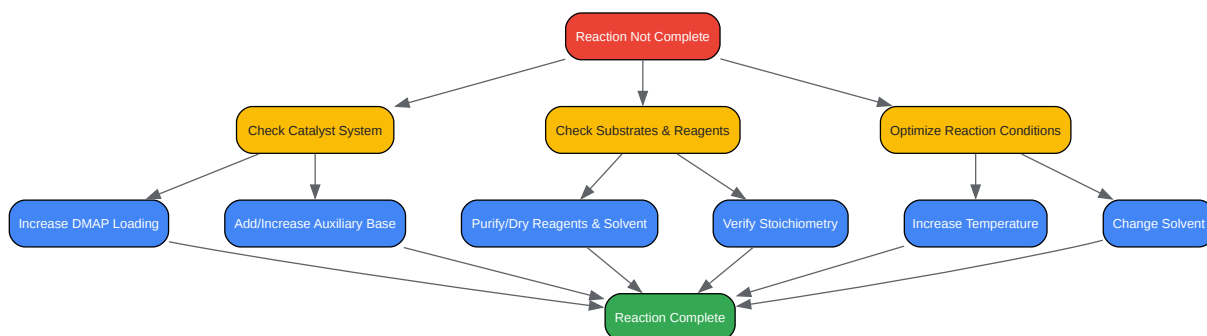 Reaction Not Complete
Check Catalyst System
Check Substrates & Reagents
Optimize Reaction Conditions
Increase DMAP Loading
Add/Increase Auxiliary Base
Purify/Dry Reagents & Solvent
Verify Stoichiometry
Increase Temperature
Change Solvent
Reaction Complete